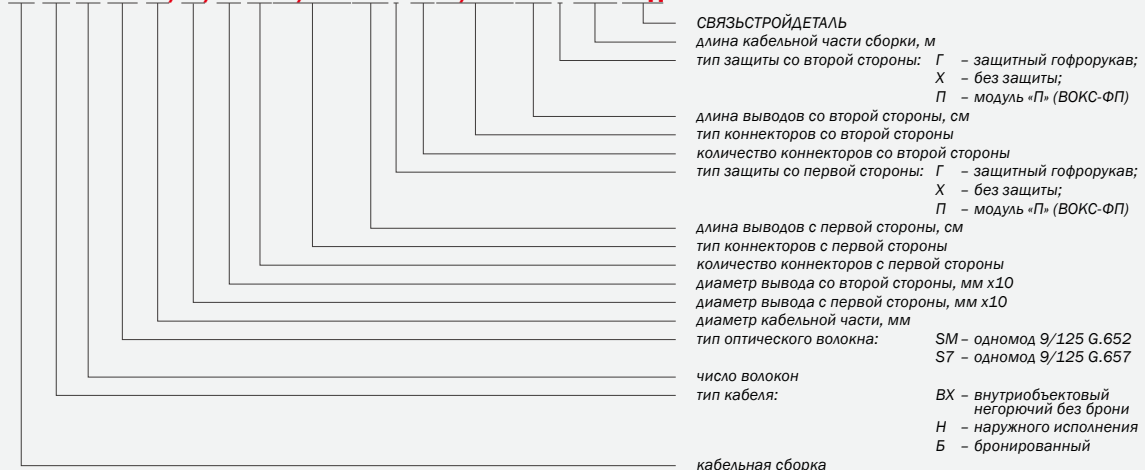 СВЯЗЬСТРОЙДЕТАЛЬ
длина кабельной части сборки, м
тип защиты со второй стороны: Г – защитный гофрорукав;
Х – без защиты;
П – модуль «П» (ВОКС-ФП)
длина выводов со второй стороны, см
тип коннекторов со второй стороны
количество коннекторов со второй стороны
тип защиты со первой стороны: Г – защитный гофрорукав;
Х – без защиты;
П – модуль «П» (ВОКС-ФП)
длина выводов с первой стороны, см
тип коннекторов с первой стороны
количество коннекторов с первой стороны
диаметр вывода со второй стороны, мм х10
диаметр вывода с первой стороны, мм х10
диаметр кабельной части, мм
тип оптического волокна: SM – одномод 9/125 G.652
S7 – одномод 9/125 G.657
число волокон
тип кабеля: ВХ – внутриобъектовый
негорючий без брони
Н – наружного исполнения
Б – бронированный
кабельная сборка